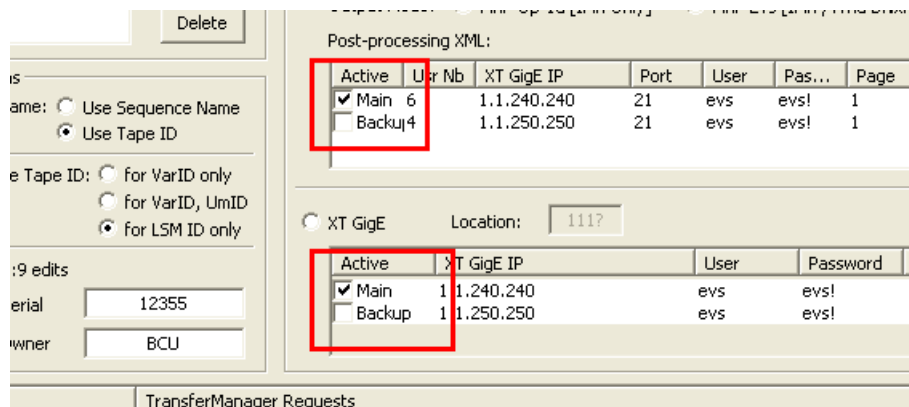 Delete
Post-processing XML:
Active Usr Nb XT GigE IP Port User Pas... Page
Main 6 1.1.240.240 21 evs evs! 1
Backup 4 1.1.250.250 21 evs evs! 1
ame: Use Sequence Name
Use Tape ID
e Tape ID: for VarID only
for VarID, UmID
for LSM ID only
XT GigE Location: 111?
Active XT GigE IP User Password
Main 1.1.240.240 evs evs!
Backup 1.1.250.250 evs evs!
:9 edits
erial 12355
wner BCU
TransferManager Requests